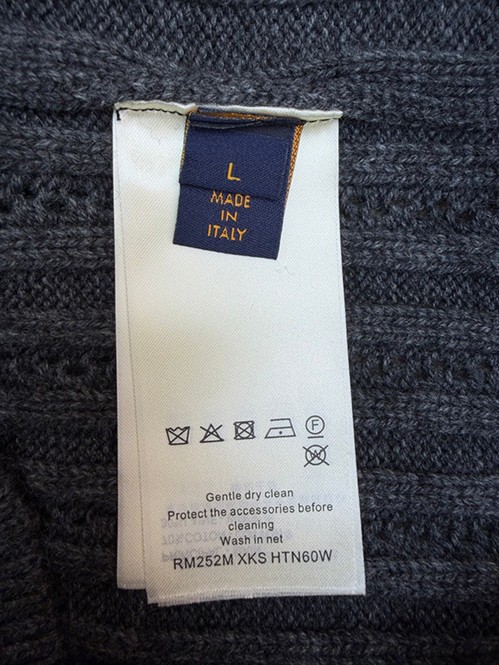 L
MADE
IN
ITALY
F
W
Gentle dry clean
Protect the accessories before
cleaning
Wash in net
RM252M XKS HTN60W